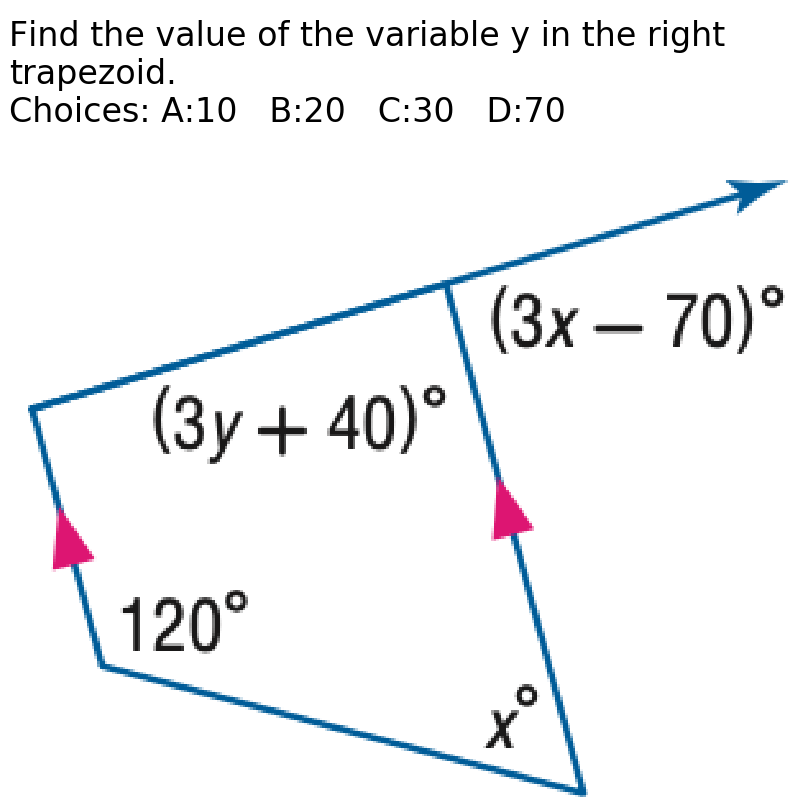 Find the value of the variable y in the right
trapezoid.
Choices: A:10   B:20   C:30   D:70
(3x – 70)°
(3y + 40)°
120°
x°